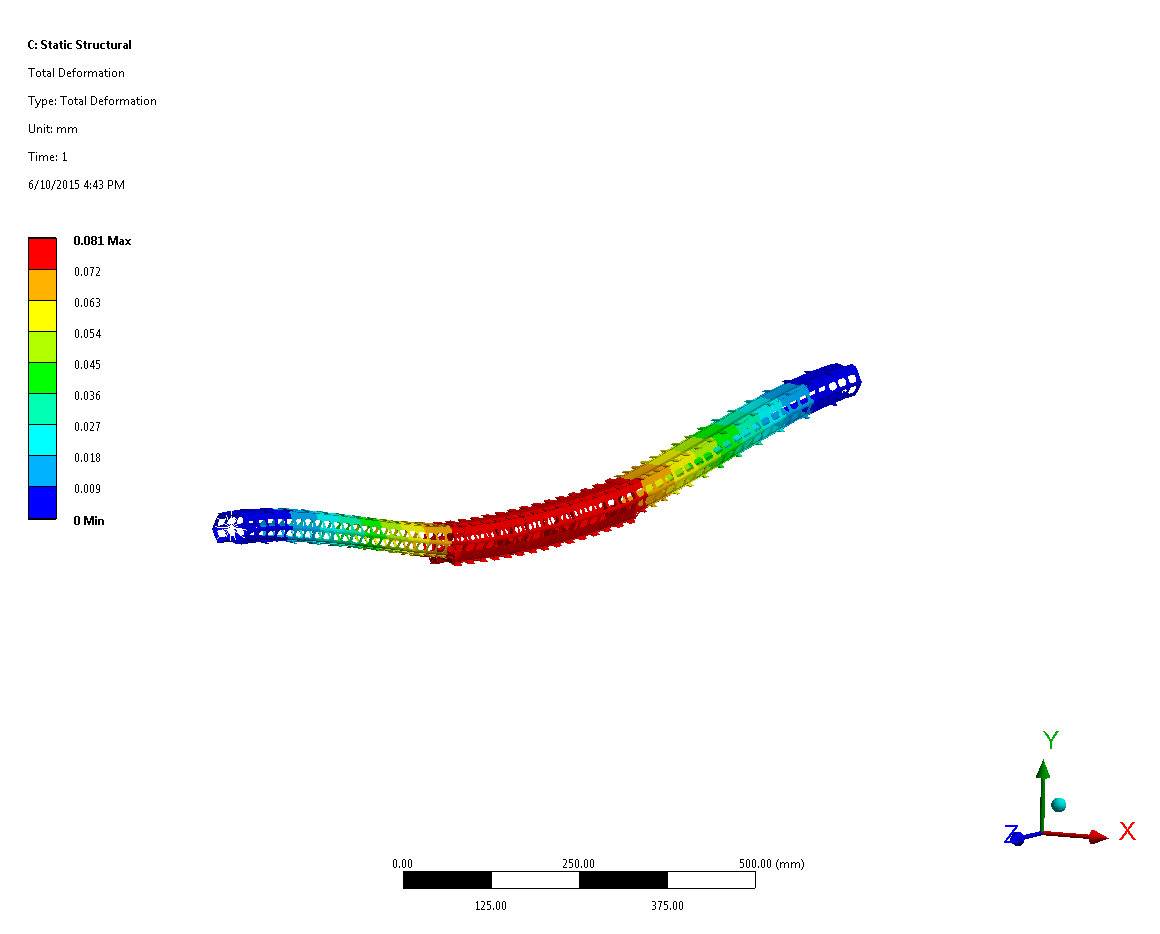 C: Static Structural
Total Deformation
Type: Total Deformation
Unit: mm
Time: 1
6/10/2015 4:43 PM
0.081 Max
0.072
0.063
0.054
0.045
0.036
0.027
0.018
0.009
0 Min
Y
Z
X
0.00 250.00 500.00 (mm)
125.00 375.00